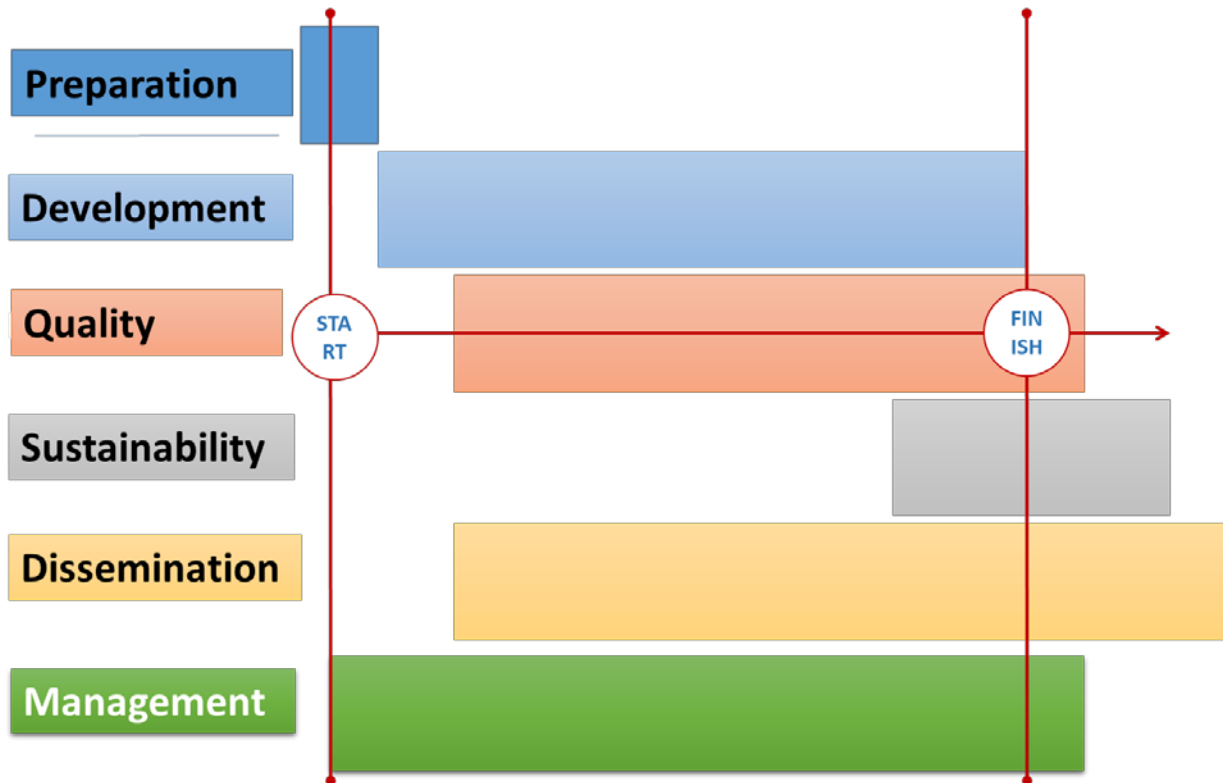 Preparation
Development
Quality
STA
RT
FIN
ISH
Sustainability
Dissemination
Management